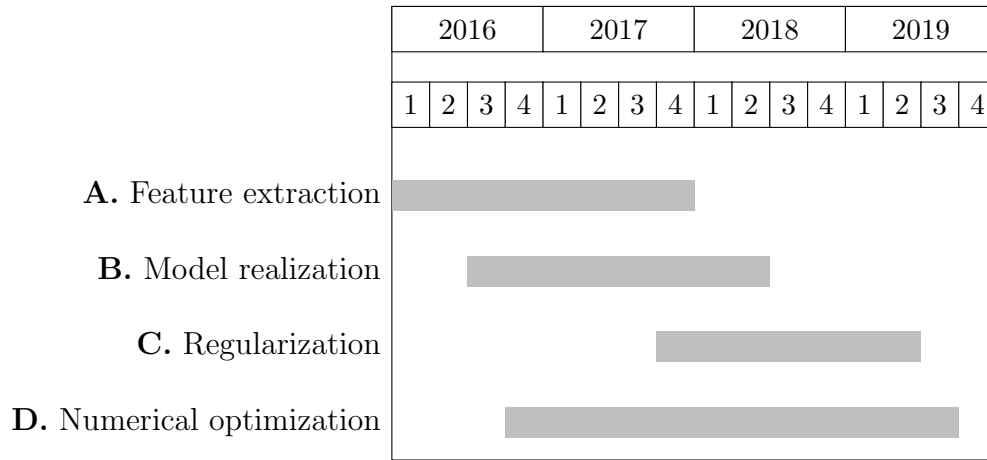 2016 2017 2018 2019
1 2 3 4 1 2 3 4 1 2 3 4 1 2 3 4
A. Feature extraction
B. Model realization
C. Regularization
D. Numerical optimization